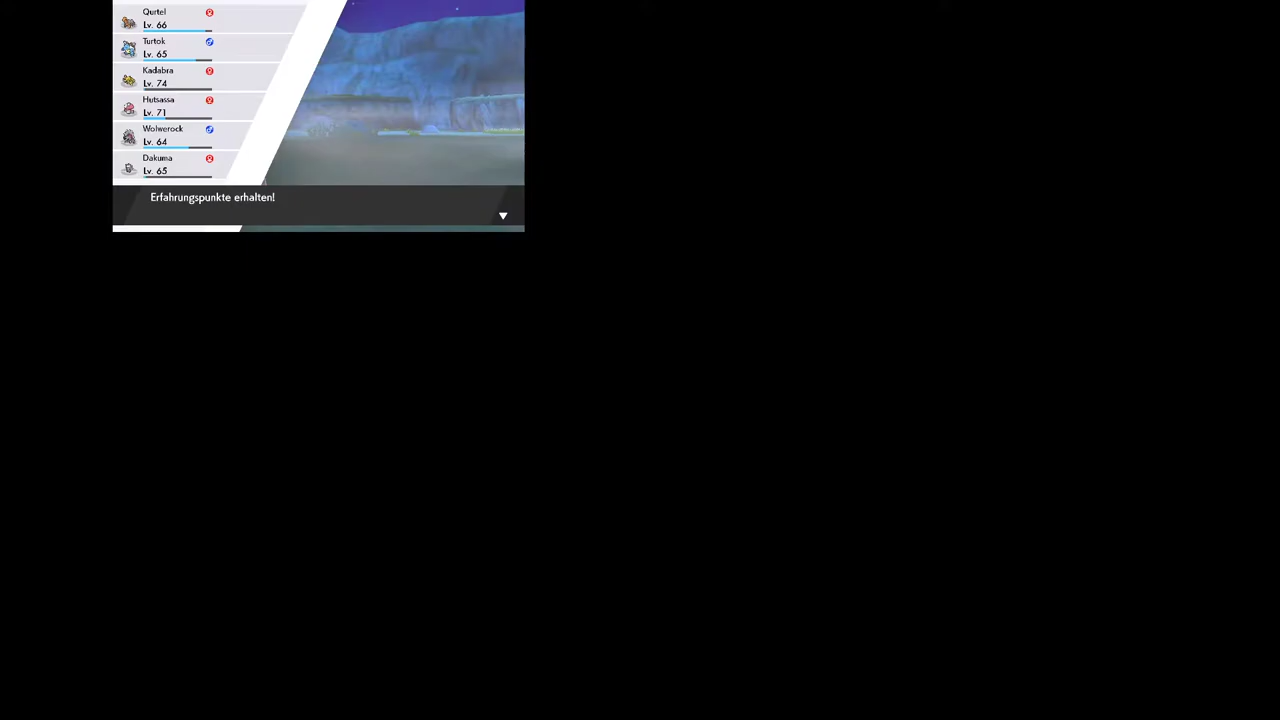 Qurtel
Lv. 66
Turtok
Lv. 65
Kadabra
Lv. 74
Hutsassa
Lv. 71
Wolwerock
Lv. 64
Dakuma
Lv. 65
Erfahrungspunkte erhalten!